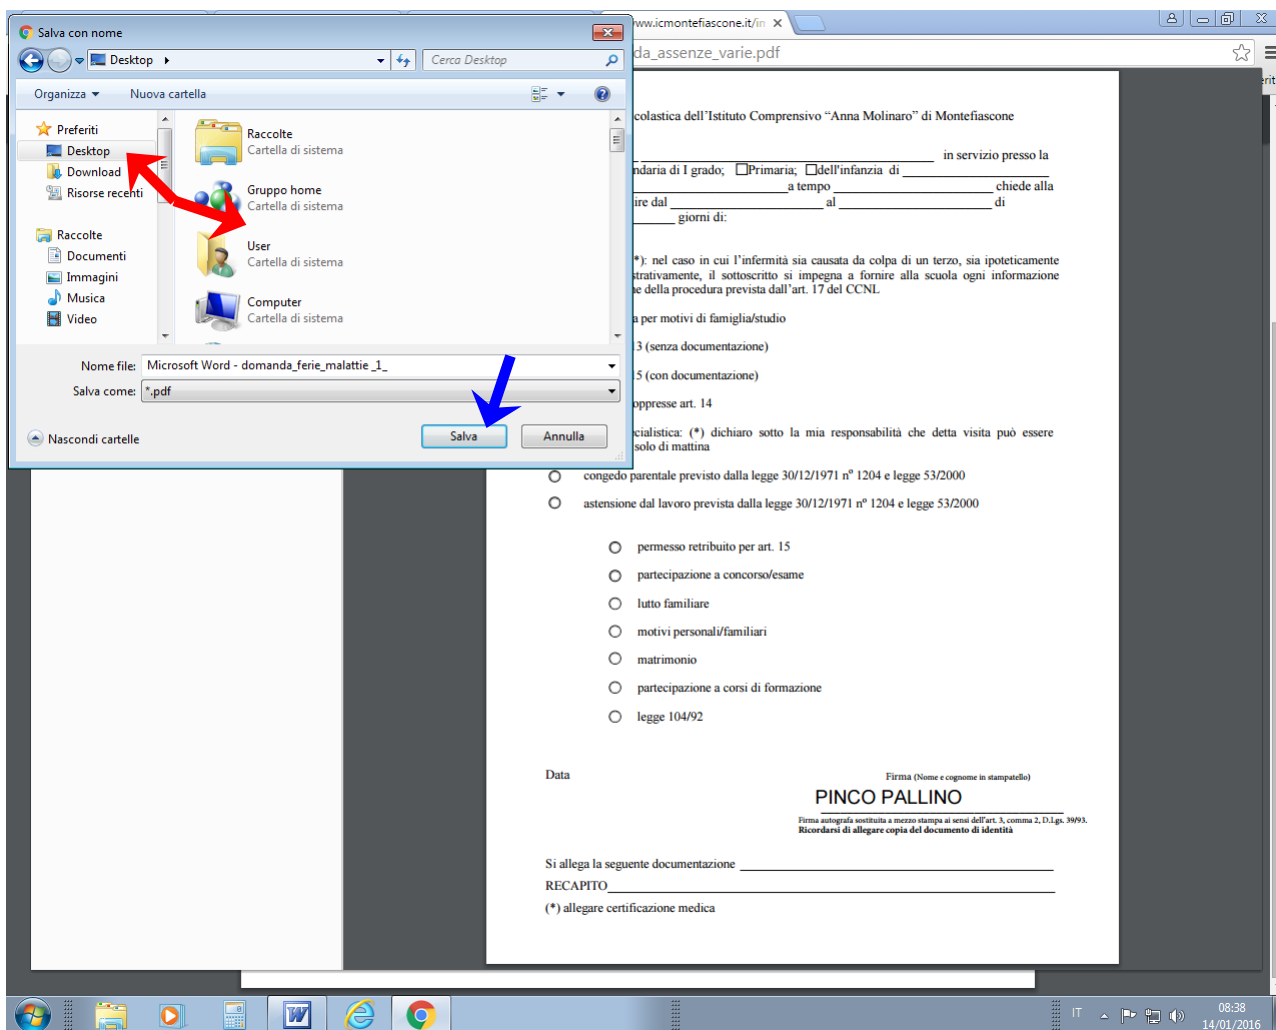 Salva con nome
www.icmontefiascone.it/in
Desktop
Cerca Desktop
da_assenze_varie.pdf
Organizza
Nuova cartella
Preferiti
Desktop
Download
Risorse recenti
Raccolte
Documenti
Immagini
Musica
Video
Raccolte
Cartella di sistema
Gruppo home
Cartella di sistema
User
Cartella di sistema
Computer
Cartella di sistema
Nome file: Microsoft Word - domanda_ferie_malattie _1_
Salva come: *.pdf
Nascondi cartelle
Salva
Annulla
colastica dell'Istituto Comprensivo “Anna Molinaro” di Montefiascone
in servizio presso la
ndaria di I grado; Primaria; dell'infanzia di
a tempo chiede alla
ire dal al di
giorni di:
*): nel caso in cui l’infermità sia causata da colpa di un terzo, sia ipoteticamente
strativamente, il sottoscritto si impegna a fornire alla scuola ogni informazione
ne della procedura prevista dall’art. 17 del CCNL
a per motivi di famiglia/studio
13 (senza documentazione)
15 (con documentazione)
oppresse art. 14
ecialistica: (*) dichiaro sotto la mia responsabilità che detta visita può essere
solo di mattina
congedo parentale previsto dalla legge 30/12/1971 n° 1204 e legge 53/2000
astensione dal lavoro prevista dalla legge 30/12/1971 n° 1204 e legge 53/2000
permesso retribuito per art. 15
partecipazione a concorso/esame
lutto familiare
motivi personali/familiari
matrimonio
partecipazione a corsi di formazione
legge 104/92
Data
Firma (Nome e cognome in stampatello)
PINCO PALLINO
Firma autografa sostituita a mezzo stampa ai sensi dell'art. 3, comma 2, D.Lgs. 39/93.
Ricordarsi di allegare copia del documento di identità
Si allega la seguente documentazione
RECAPITO
(*) allegare certificazione medica
IT
08:38
14/01/2016